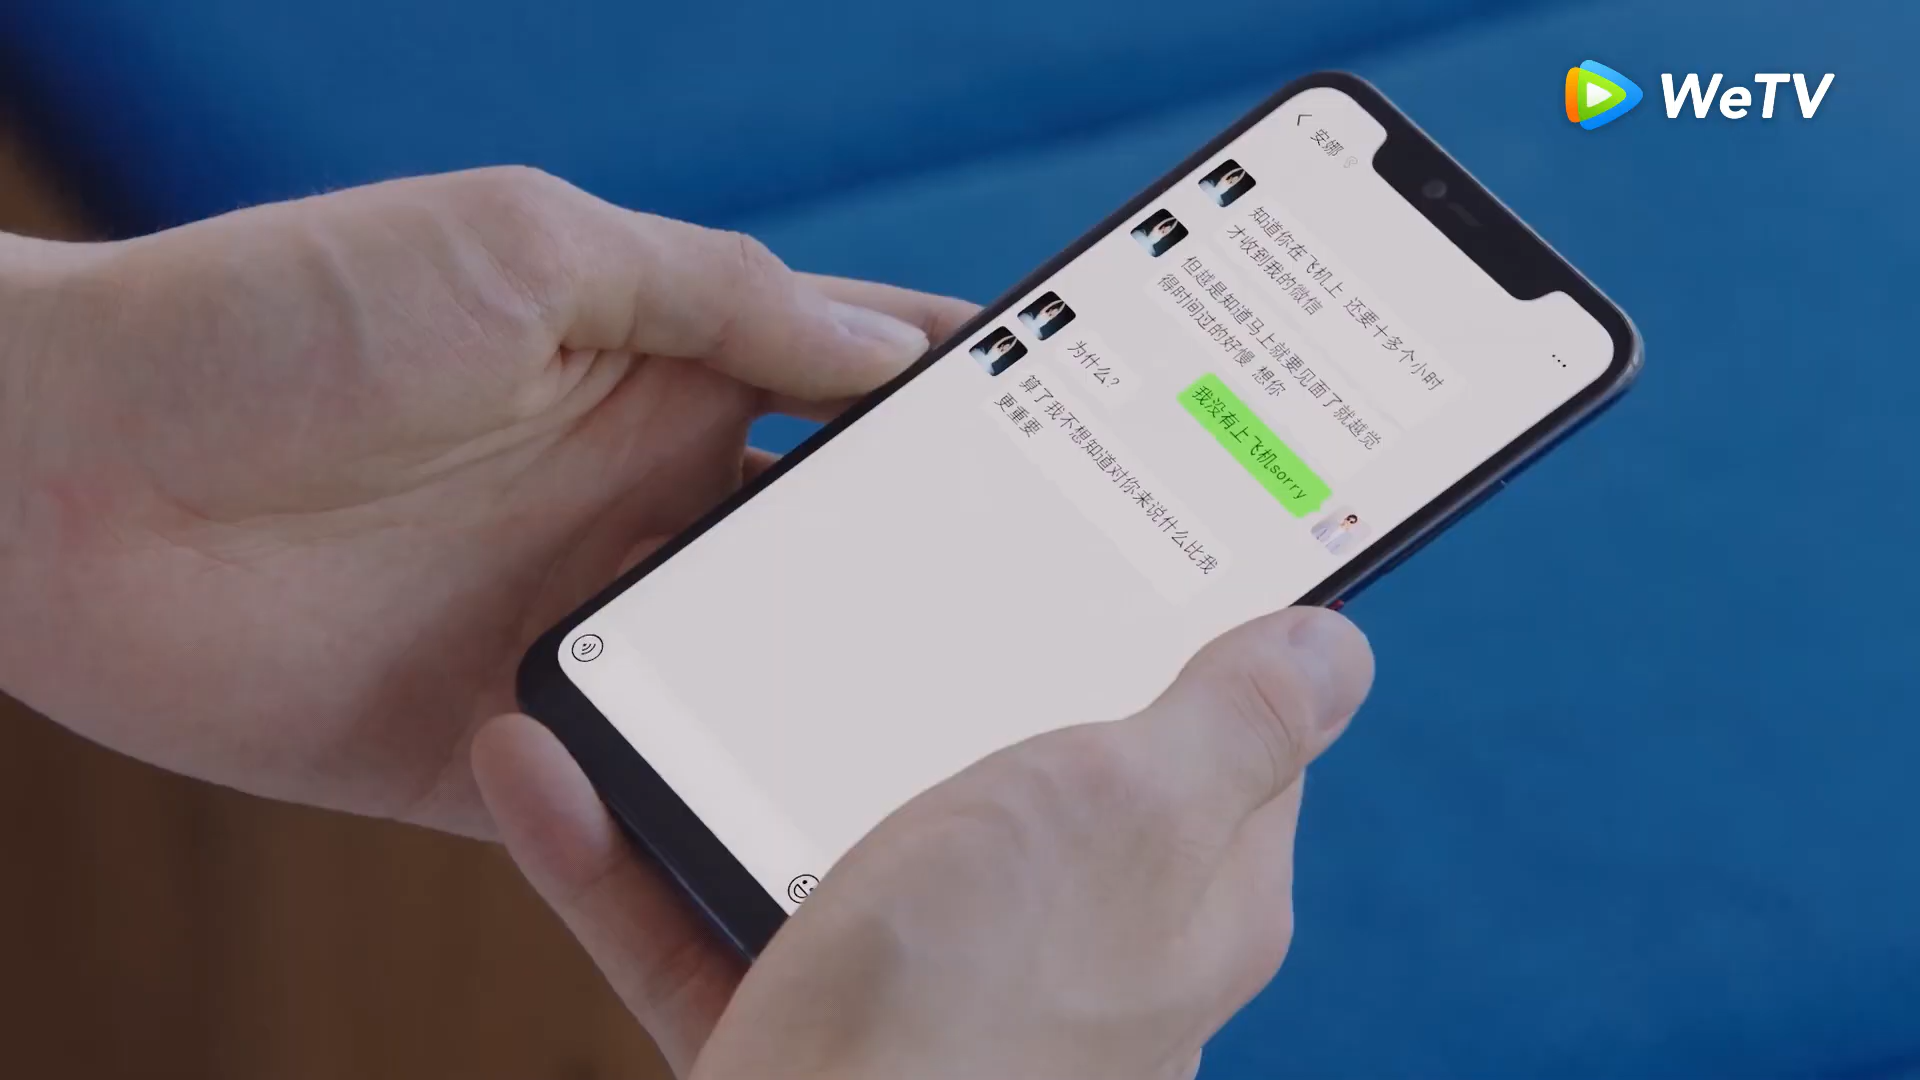 WeTV
安娜
知道你在飞机上 还要十多个小时
才收到我的微信
但越是知道马上就要见面了就越觉
得时间过的好慢 想你
我没有上飞机sorry
为什么?
算了我不想知道对你来说什么比我
更重要